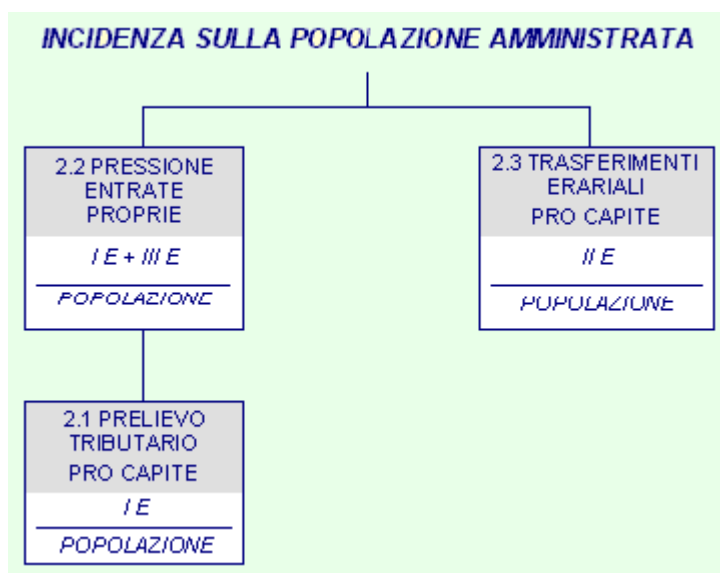 INCIDENZA SULLA POPOLAZIONE AMMINISTRATA
2.2 PRESSIONE
ENTRATE
PROPRIE
I E + III E
POPOLAZIONE
2.3 TRASFERIMENTI
ERARIALI
PRO CAPITE
II E
POPOLAZIONE
2.1 PRELIEVO
TRIBUTARIO
PRO CAPITE
I E
POPOLAZIONE